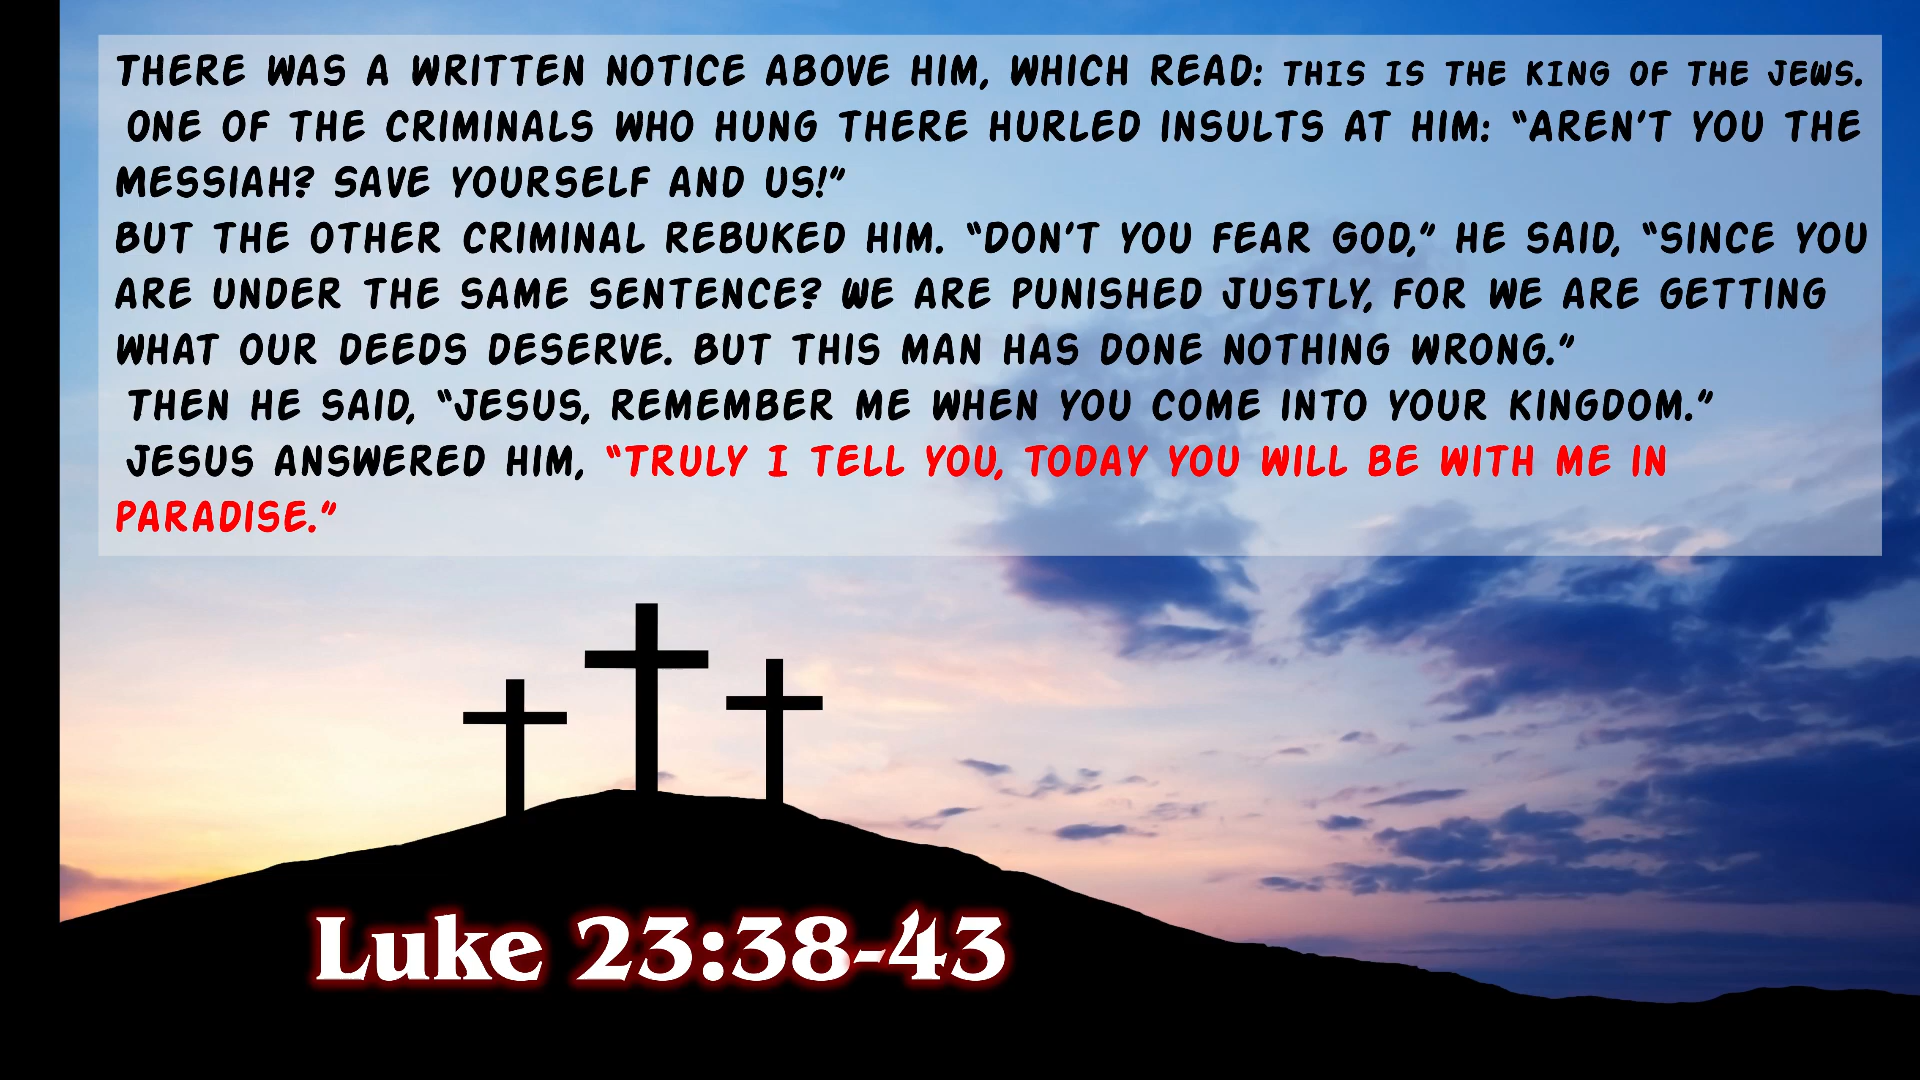 THERE WAS A WRITTEN NOTICE ABOVE HIM, WHICH READ: THIS IS THE KING OF THE JEWS.
ONE OF THE CRIMINALS WHO HUNG THERE HURLED INSULTS AT HIM: “AREN’T YOU THE
MESSIAH? SAVE YOURSELF AND US!”
BUT THE OTHER CRIMINAL REBUKED HIM. “DON’T YOU FEAR GOD,” HE SAID, “SINCE YOU
ARE UNDER THE SAME SENTENCE? WE ARE PUNISHED JUSTLY, FOR WE ARE GETTING
WHAT OUR DEEDS DESERVE. BUT THIS MAN HAS DONE NOTHING WRONG.”
THEN HE SAID, “JESUS, REMEMBER ME WHEN YOU COME INTO YOUR KINGDOM.”
JESUS ANSWERED HIM, “TRULY I TELL YOU, TODAY YOU WILL BE WITH ME IN
PARADISE.”
Luke 23:38-43